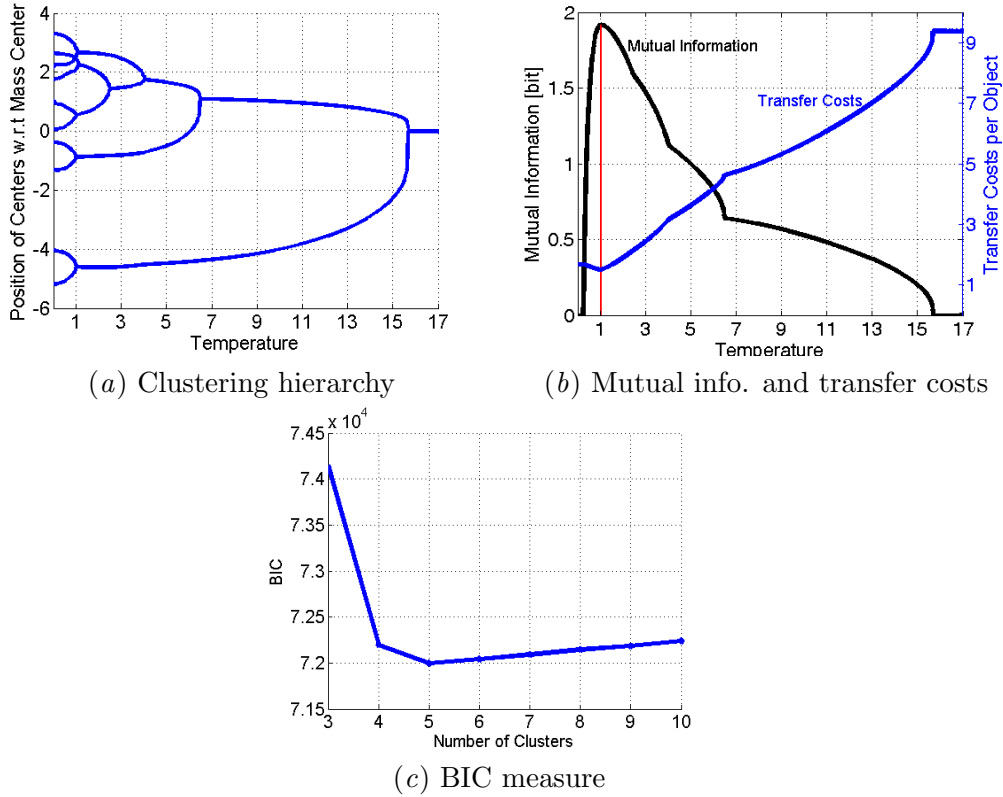 4
2
0
-2
-4
-6
1 3 5 7 9 11 13 15 17
Position of Centers w.r.t Mass Center
Temperature
(a) Clustering hierarchy
2
1.5
1
0.5
0
Mutual Information [bit]
Mutual Information
Transfer Costs
9
7
5
3
1
Transfer Costs per Object
1 3 5 7 9 11 13 15 17
Temperature
(b) Mutual info. and transfer costs
x 10^4
7.45
7.4
7.35
7.3
7.25
7.2
7.15
BIC
3 4 5 6 7 8 9 10
Number of Clusters
(c) BIC measure